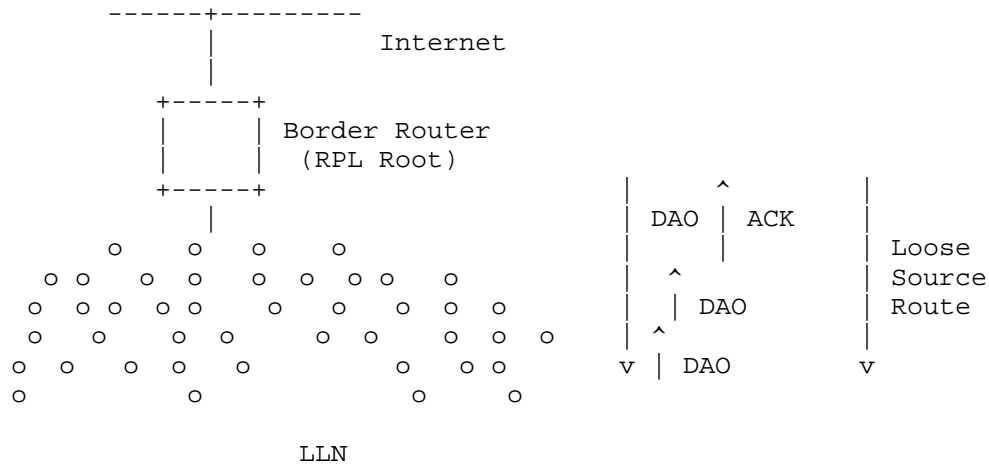 Internet
Border Router
(RPL Root)
DAO ACK
Loose
Source
DAO Route
DAO
LLN